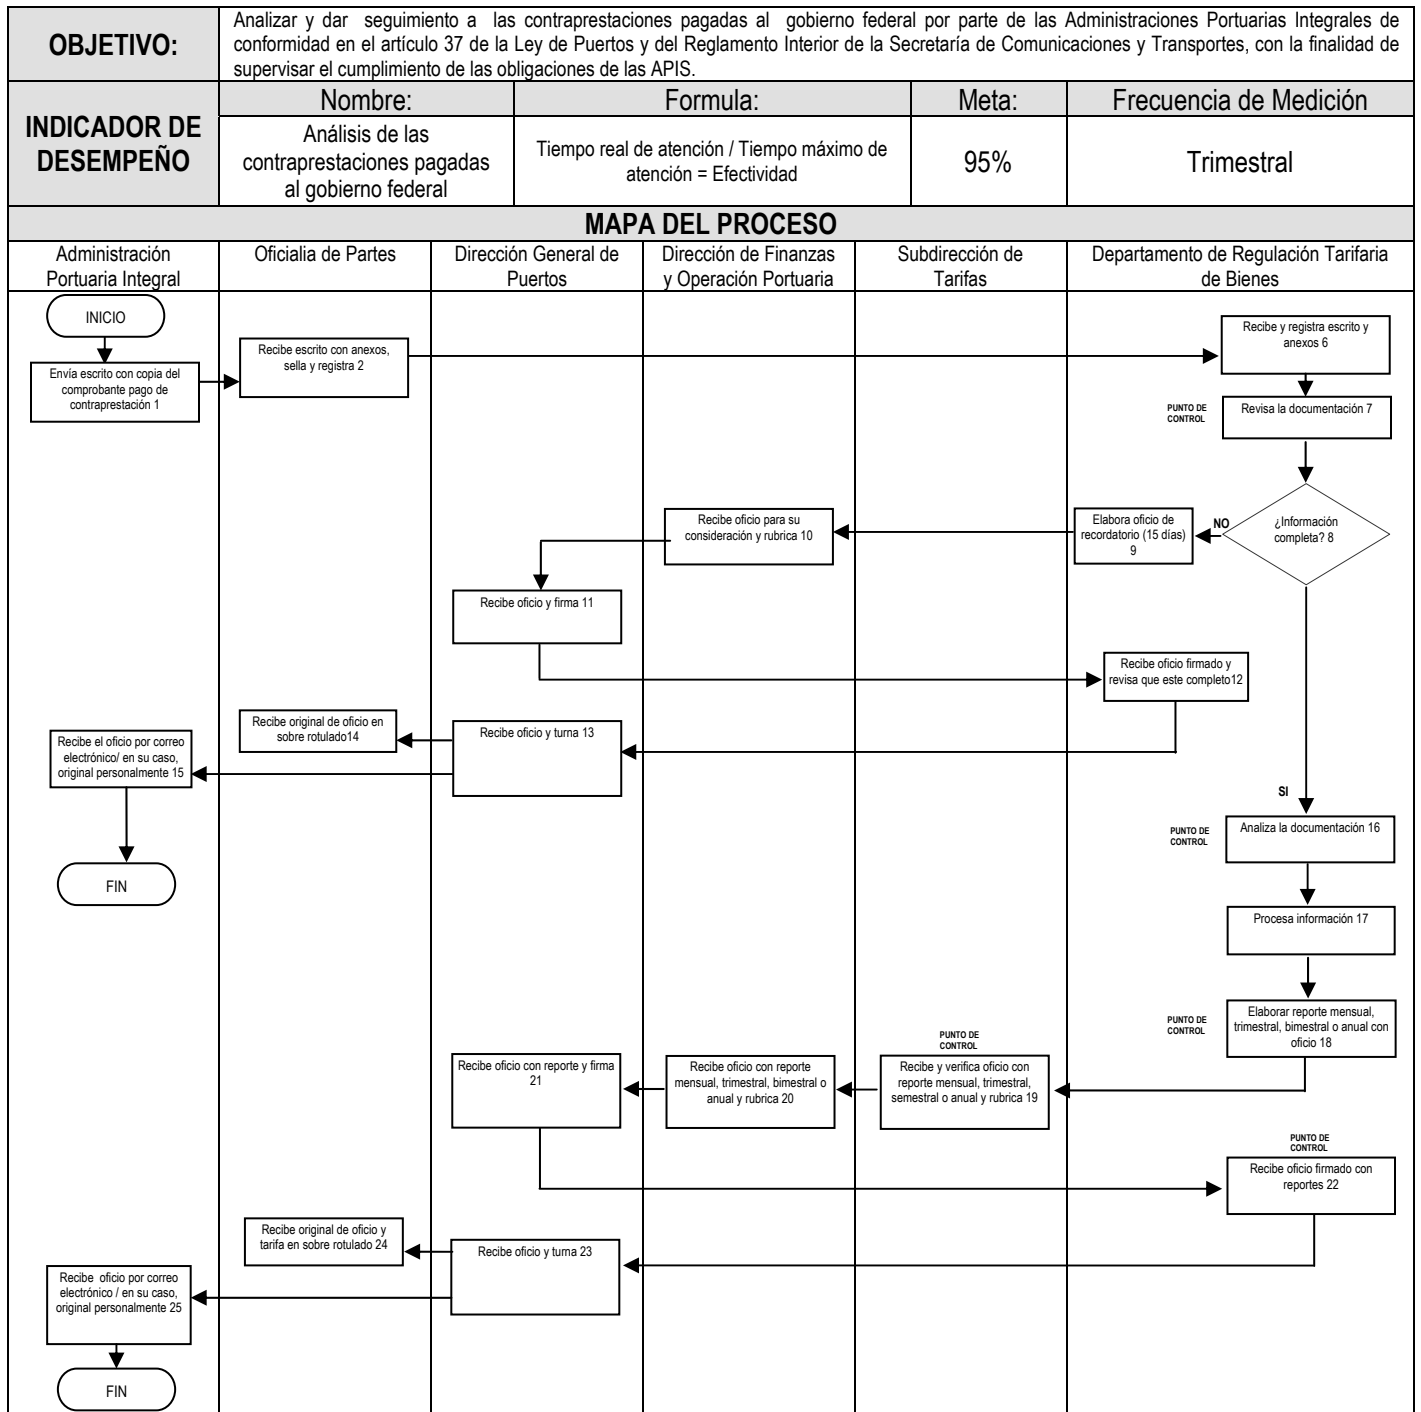 OBJETIVO:
Analizar y dar seguimiento a las contraprestaciones pagadas al gobierno federal por parte de las Administraciones Portuarias Integrales de
conformidad en el artículo 37 de la Ley de Puertos y del Reglamento Interior de la Secretaría de Comunicaciones y Transportes, con la finalidad de
supervisar el cumplimiento de las obligaciones de las APIS.
INDICADOR DE
DESEMPEÑO
Nombre:
Formula:
Meta:
Frecuencia de Medición
Análisis de las
contraprestaciones pagadas
al gobierno federal
Tiempo real de atención / Tiempo máximo de
atención = Efectividad
95%
Trimestral
MAPA DEL PROCESO
Administración
Portuaria Integral
Oficialia de Partes
Dirección General de
Puertos
Dirección de Finanzas
y Operación Portuaria
Subdirección de
Tarifas
Departamento de Regulación Tarifaria
de Bienes
INICIO
Envía escrito con copia del
comprobante pago de
contraprestación 1
Recibe escrito con anexos,
sella y registra 2
Recibe y registra escrito y
anexos 6
PUNTO DE
CONTROL
Revisa la documentación 7
¿Información
completa? 8
NO
Elabora oficio de
recordatorio (15 días)
9
Recibe oficio para su
consideración y rubrica 10
Recibe oficio y firma 11
Recibe oficio firmado y
revisa que este completo12
Recibe oficio y turna 13
Recibe original de oficio en
sobre rotulado14
Recibe el oficio por correo
electrónico/ en su caso,
original personalmente 15
FIN
SI
PUNTO DE
CONTROL
Analiza la documentación 16
Procesa información 17
PUNTO DE
CONTROL
Elaborar reporte mensual,
trimestral, bimestral o anual con
oficio 18
PUNTO DE
CONTROL
Recibe y verifica oficio con
reporte mensual, trimestral,
semestral o anual y rubrica 19
Recibe oficio con reporte
mensual, trimestral, bimestral o
anual y rubrica 20
Recibe oficio con reporte y firma
21
PUNTO DE
CONTROL
Recibe oficio firmado con
reportes 22
Recibe oficio y turna 23
Recibe original de oficio y
tarifa en sobre rotulado 24
Recibe oficio por correo
electrónico / en su caso,
original personalmente 25
FIN